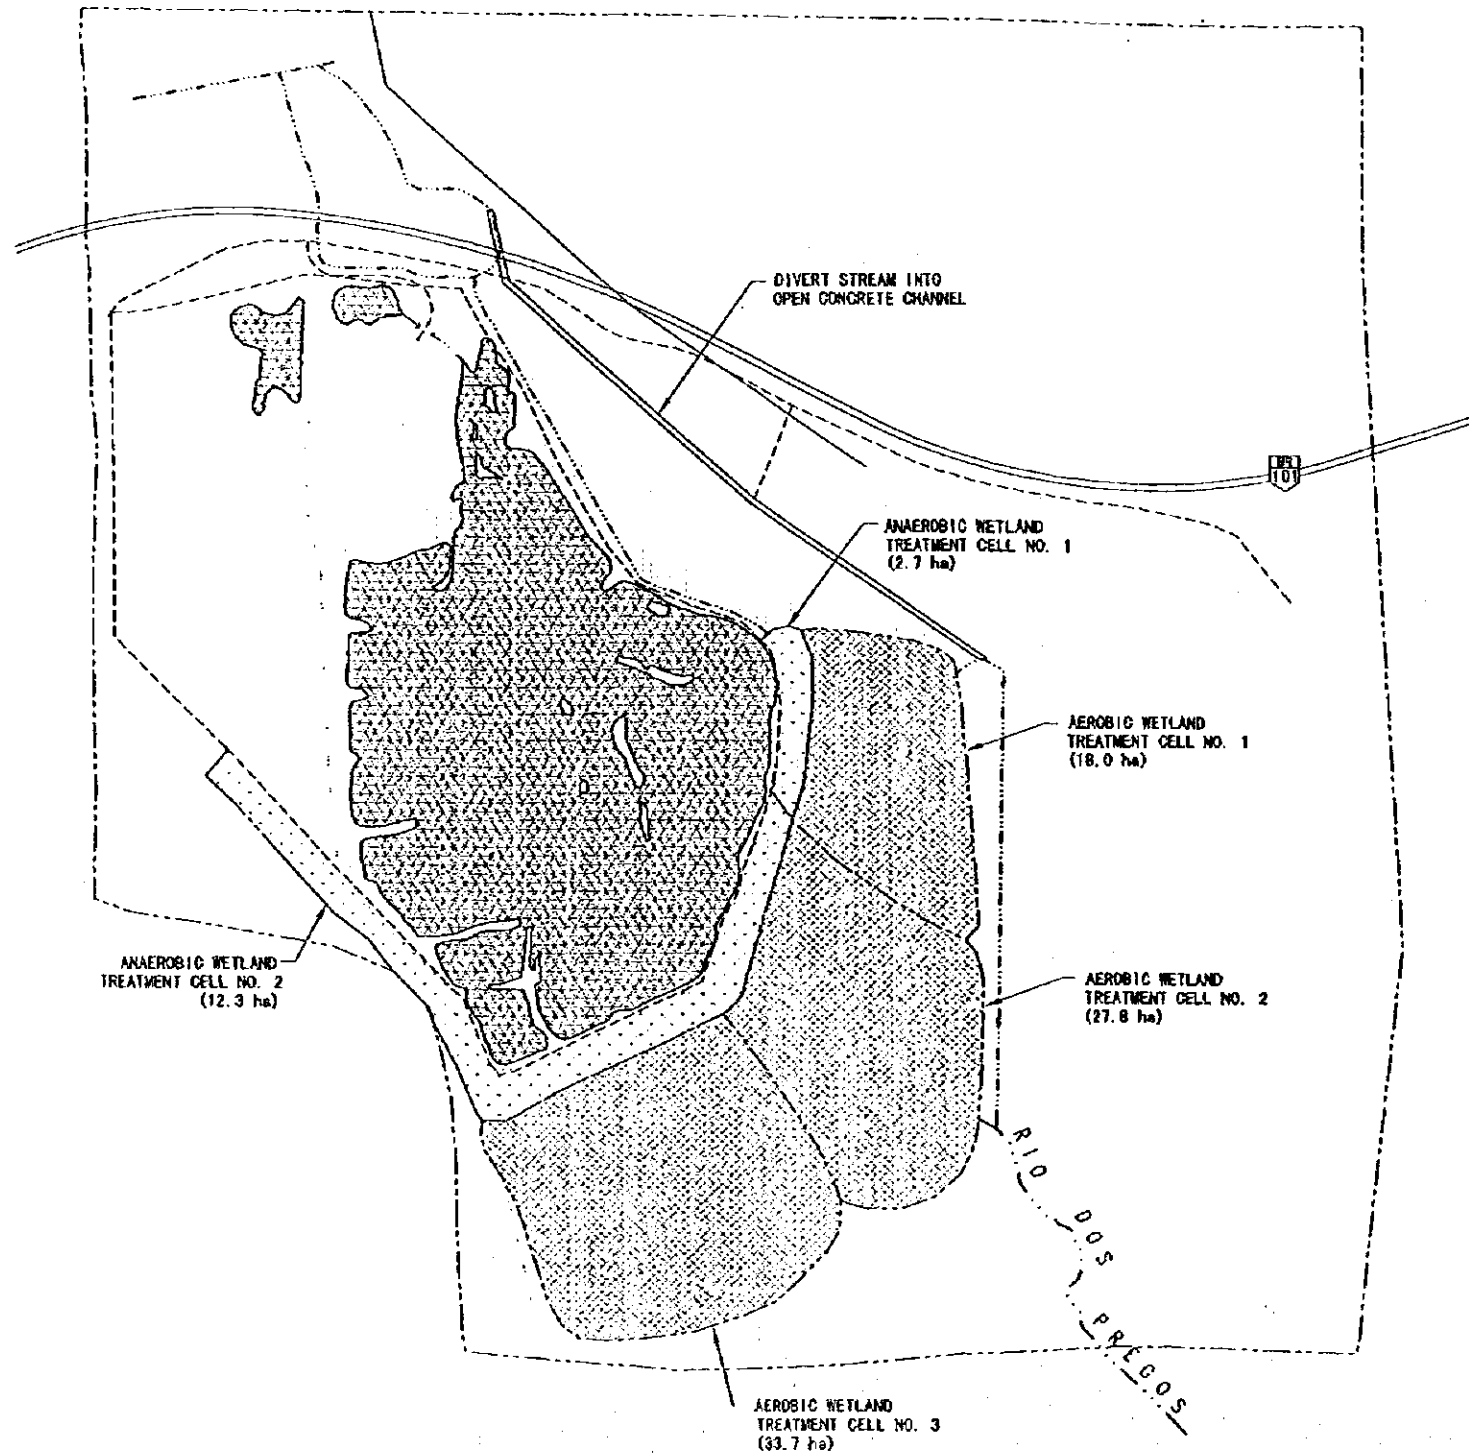 DIVERT STREAM INTO
OPEN CONCRETE CHANNEL
BR
101
ANAEROBIC WETLAND
TREATMENT CELL NO. 1
(2.7 ha)
AEROBIC WETLAND
TREATMENT CELL NO. 1
(18.0 ha)
ANAEROBIC WETLAND
TREATMENT CELL NO. 2
(12.3 ha)
AEROBIC WETLAND
TREATMENT CELL NO. 2
(27.8 ha)
RIO DOS PREGOS
AEROBIC WETLAND
TREATMENT CELL NO. 3
(33.7 ha)